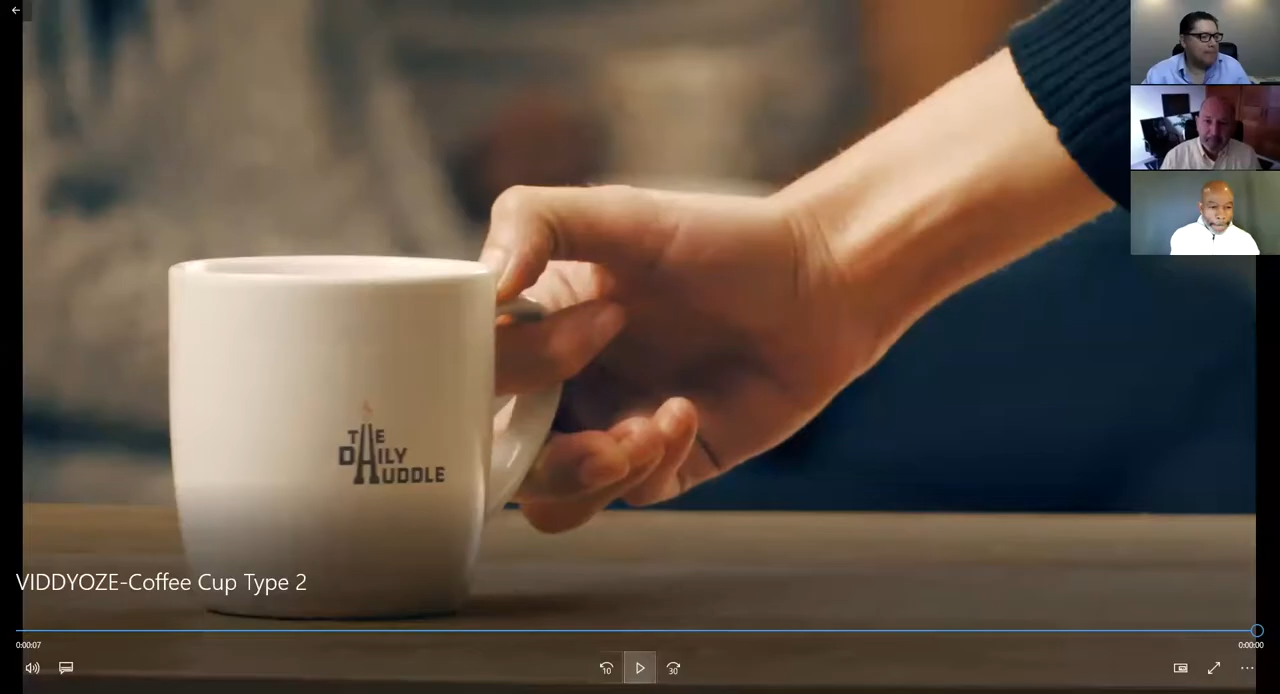 THE
DAILY
HUDDLE
VIDDYOZE-Coffee Cup Type 2
0:00:07
0:00:00
10
30